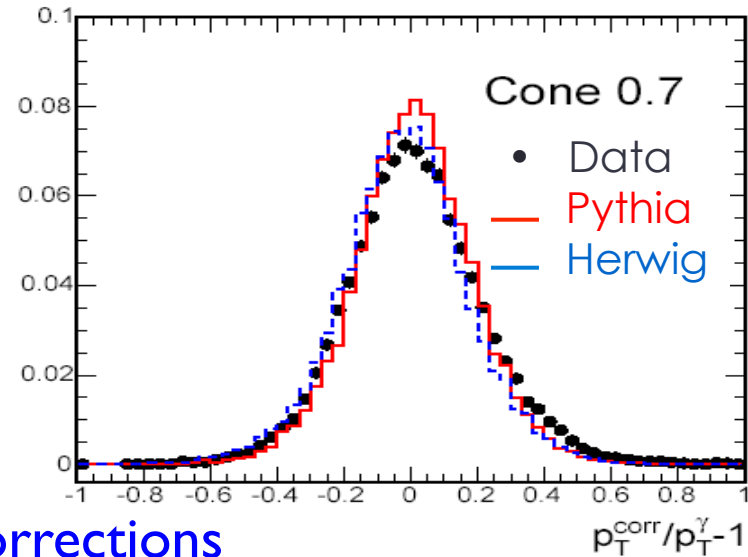 0.1
0.08
0.06
0.04
0.02
0
Cone 0.7
Data
Pythia
Herwig
-1 -0.8 -0.6 -0.4 -0.2 0 0.2 0.4 0.6 0.8 1
p_T^corr/p_T^γ-1
orrections